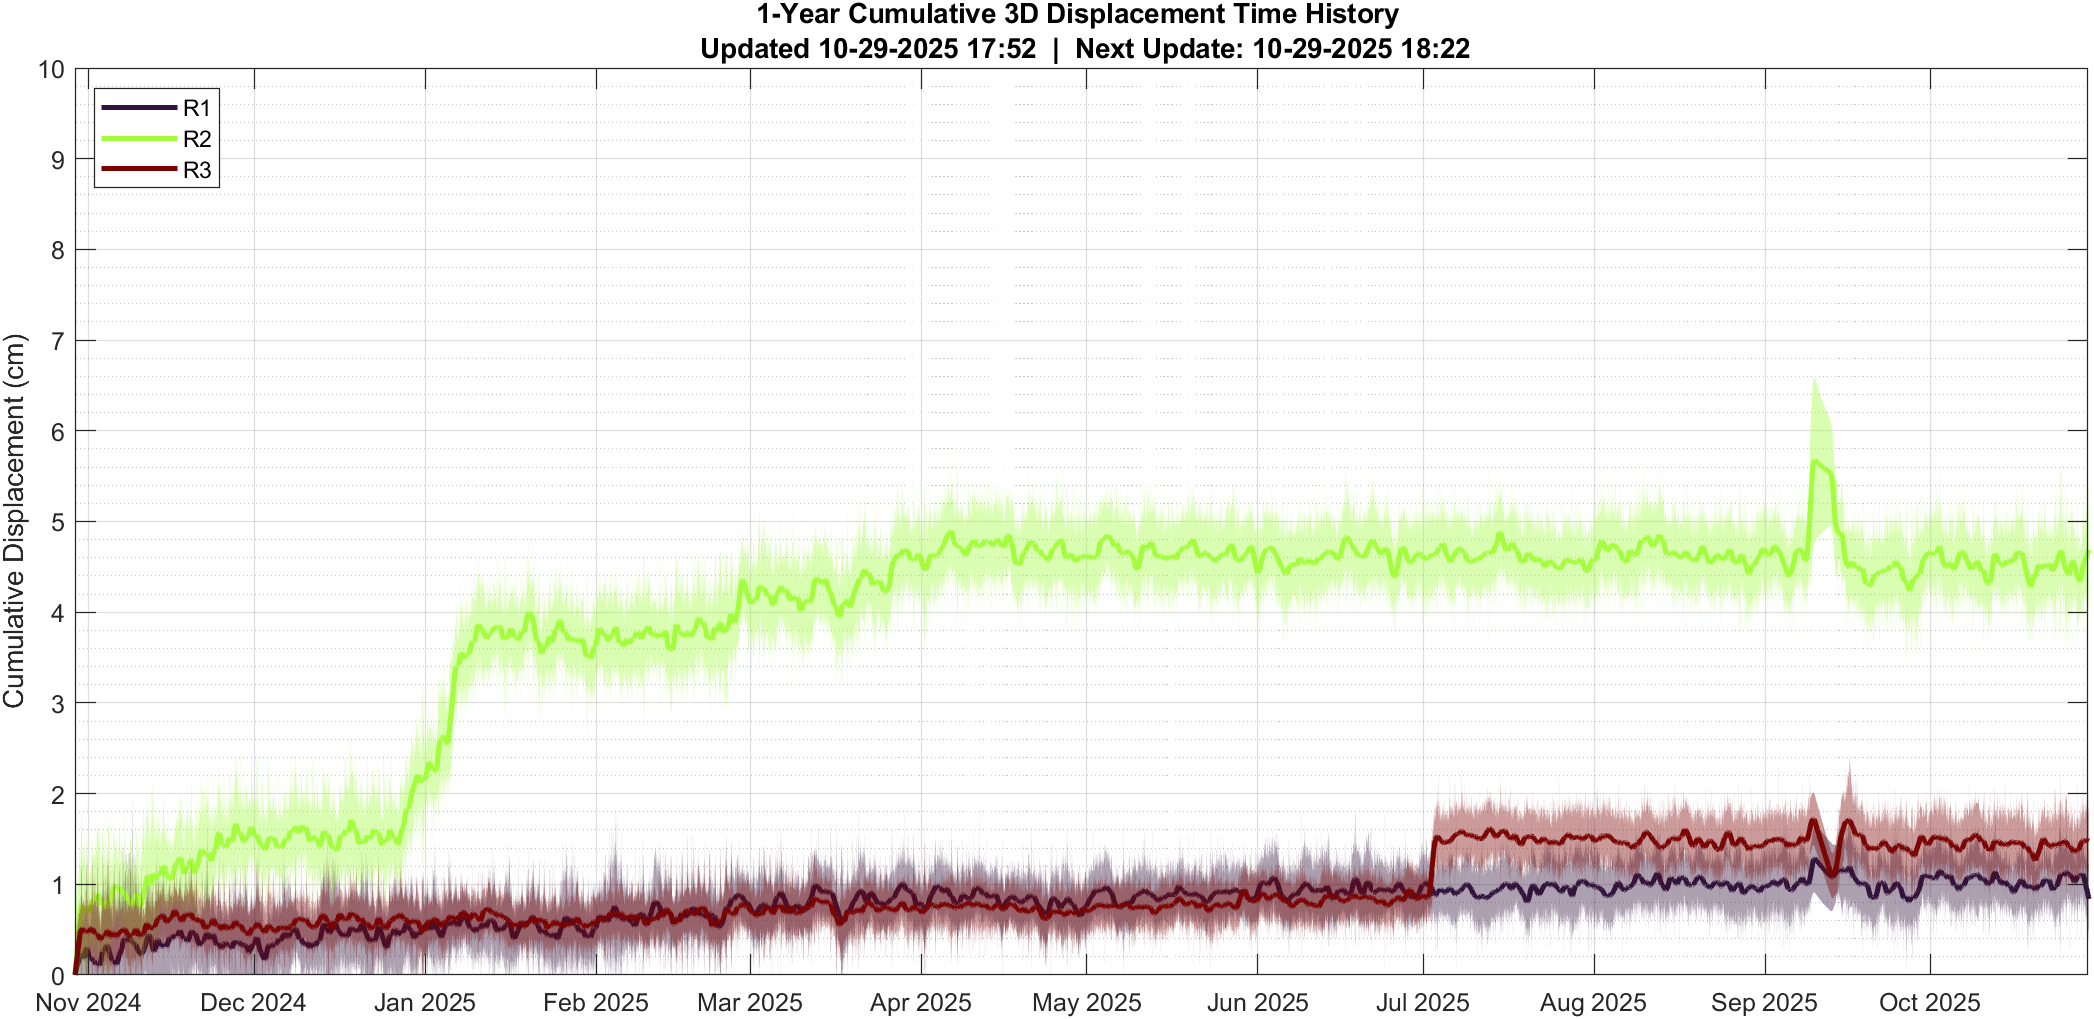 1-Year Cumulative 3D Displacement Time History
Updated 10-29-2025 17:52 | Next Update: 10-29-2025 18:22
Cumulative Displacement (cm)
10
9
8
7
6
5
4
3
2
1
0
R1
R2
R3
Nov 2024 Dec 2024 Jan 2025 Feb 2025 Mar 2025 Apr 2025 May 2025 Jun 2025 Jul 2025 Aug 2025 Sep 2025 Oct 2025